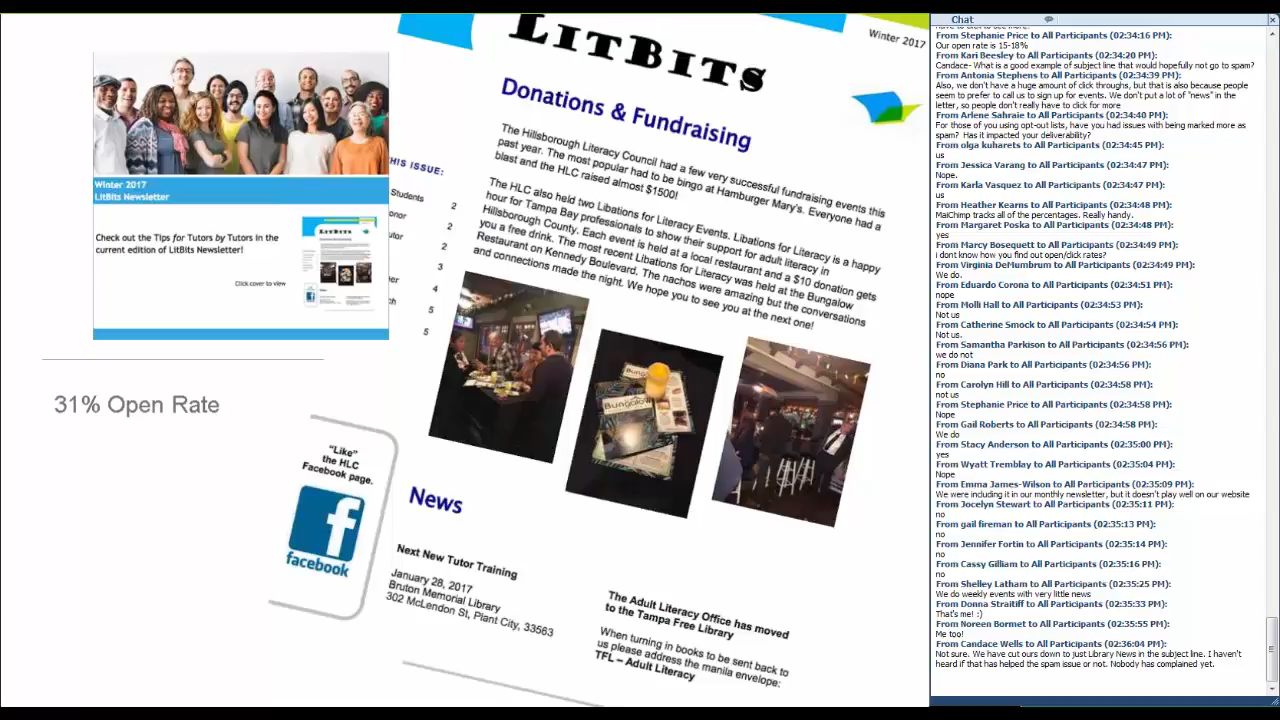 Winter 2017
LitBits Newsletter
Check out the Tips for Tutors by Tutors in the
current edition of LitBits Newsletter!
Click cover to view
31% Open Rate
LITBITS
Winter 2017
Donations & Fundraising
The Hillsborough Literacy Council had a few very successful fundraising events this
past year. The most popular had to be bingo at Hamburger Mary's. Everyone had a
blast and the HLC raised almost $1500!
The HLC also held two Libations for Literacy Events. Libations for Literacy is a happy
hour for Tampa Bay professionals to show their support for adult literacy in
Hillsborough County. Each event is held at a local restaurant and a $10 donation gets
you a free drink. The most recent Libations for Literacy was held at the Bungalow
Restaurant on Kennedy Boulevard. The nachos were amazing but the conversations
and connections made the night. We hope you to see you at the next one!
HIS ISSUE:
Students 2
onor 2
utor 2
3
er 4
ch 5
5
"Like"
the HLC
Facebook page.
f
facebook
Bungalow
News
Next New Tutor Training
January 28, 2017
Bruton Memorial Library
302 McLendon St, Plant City, 33563
The Adult Literacy Office has moved
to the Tampa Free Library
When turning in books to be sent back to
us please address the manila envelope:
TFL – Adult Literacy
Chat
From Stephanie Price to All Participants (02:34:16 PM):
Our open rate is 15-18%
From Kari Beesley to All Participants (02:34:20 PM):
Candace- What is a good example of subject line that would hopefully not go to spam?
From Antonia Stephens to All Participants (02:34:39 PM):
Also, we don't have a huge amount of click throughs, but that is also because people
seem to prefer to call us to sign up for events. We don't put a lot of "news" in the
letter, so people don't really have to click for more
From Arlene Sahraie to All Participants (02:34:40 PM):
For those of you using opt-out lists, have you had issues with being marked more as
spam? Has it impacted your deliverability?
From olga kuharets to All Participants (02:34:45 PM):
us
From Jessica Varang to All Participants (02:34:47 PM):
Nope.
From Karla Vasquez to All Participants (02:34:47 PM):
us
From Heather Kearns to All Participants (02:34:48 PM):
MailChimp tracks all of the percentages. Really handy.
From Margaret Poska to All Participants (02:34:48 PM):
yes
From Marcy Bosequett to All Participants (02:34:49 PM):
i dont know how you find out open/click rates?
From Virginia DeMumbrum to All Participants (02:34:49 PM):
We do.
From Eduardo Corona to All Participants (02:34:51 PM):
nope
From Molli Hall to All Participants (02:34:53 PM):
Not us
From Catherine Smock to All Participants (02:34:54 PM):
Not us.
From Samantha Parkison to All Participants (02:34:56 PM):
we do not
From Diana Park to All Participants (02:34:56 PM):
no
From Carolyn Hill to All Participants (02:34:58 PM):
not us
From Stephanie Price to All Participants (02:34:58 PM):
Nope
From Gail Roberts to All Participants (02:34:58 PM):
We do
From Stacy Anderson to All Participants (02:35:00 PM):
yes
From Wyatt Tremblay to All Participants (02:35:04 PM):
Nope
From Emma James-Wilson to All Participants (02:35:09 PM):
We were including it in our monthly newsletter, but it doesn't play well on our website
From Jocelyn Stewart to All Participants (02:35:11 PM):
no
From gail fireman to All Participants (02:35:13 PM):
no
From Jennifer Fortin to All Participants (02:35:14 PM):
no
From Cassy Gilliam to All Participants (02:35:16 PM):
no
From Shelley Latham to All Participants (02:35:25 PM):
We do weekly events with very little news
From Donna Straitiff to All Participants (02:35:33 PM):
That's me! :)
From Noreen Bormet to All Participants (02:35:55 PM):
Me too!
From Candace Wells to All Participants (02:36:04 PM):
Not sure. We have cut ours down to just Library News in the subject line. I haven't
heard if that has helped the spam issue or not. Nobody has complained yet.